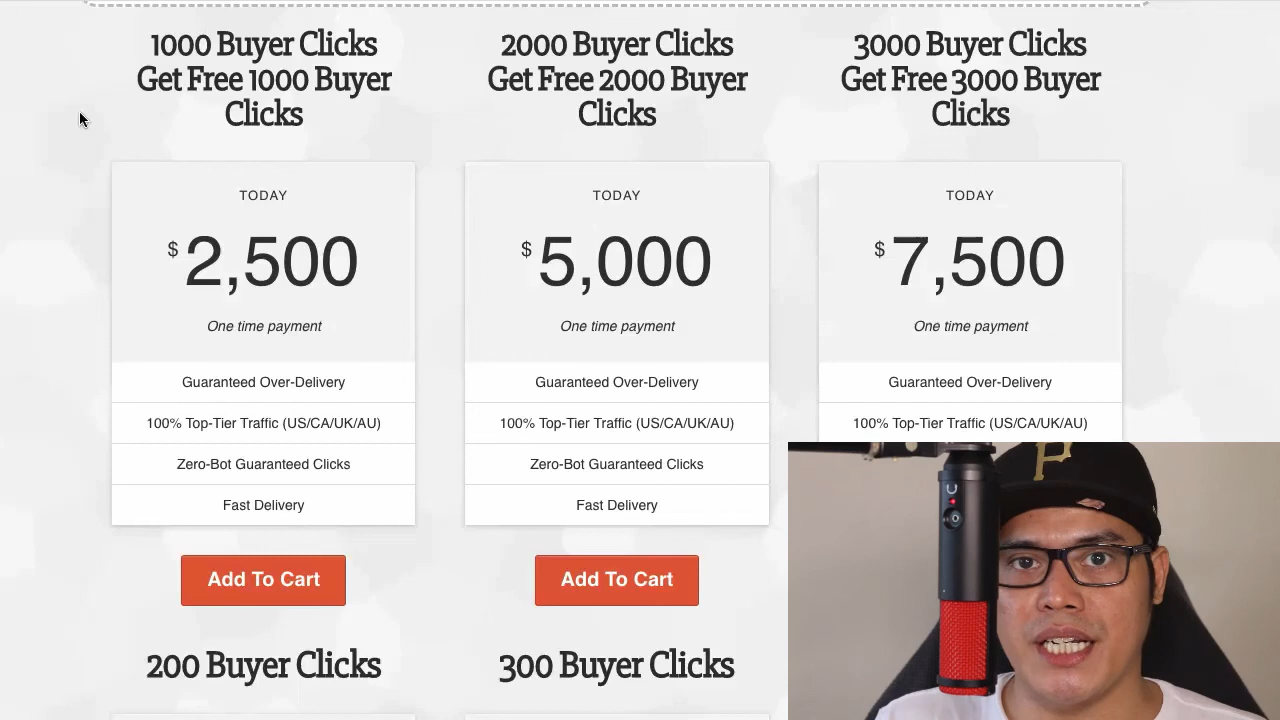 1000 Buyer Clicks
Get Free 1000 Buyer
Clicks
TODAY
$2,500
One time payment
Guaranteed Over-Delivery
100% Top-Tier Traffic (US/CA/UK/AU)
Zero-Bot Guaranteed Clicks
Fast Delivery
Add To Cart
2000 Buyer Clicks
Get Free 2000 Buyer
Clicks
TODAY
$5,000
One time payment
Guaranteed Over-Delivery
100% Top-Tier Traffic (US/CA/UK/AU)
Zero-Bot Guaranteed Clicks
Fast Delivery
Add To Cart
3000 Buyer Clicks
Get Free 3000 Buyer
Clicks
TODAY
$7,500
One time payment
Guaranteed Over-Delivery
100% Top-Tier Traffic (US/CA/UK/AU)
200 Buyer Clicks
300 Buyer Clicks
P